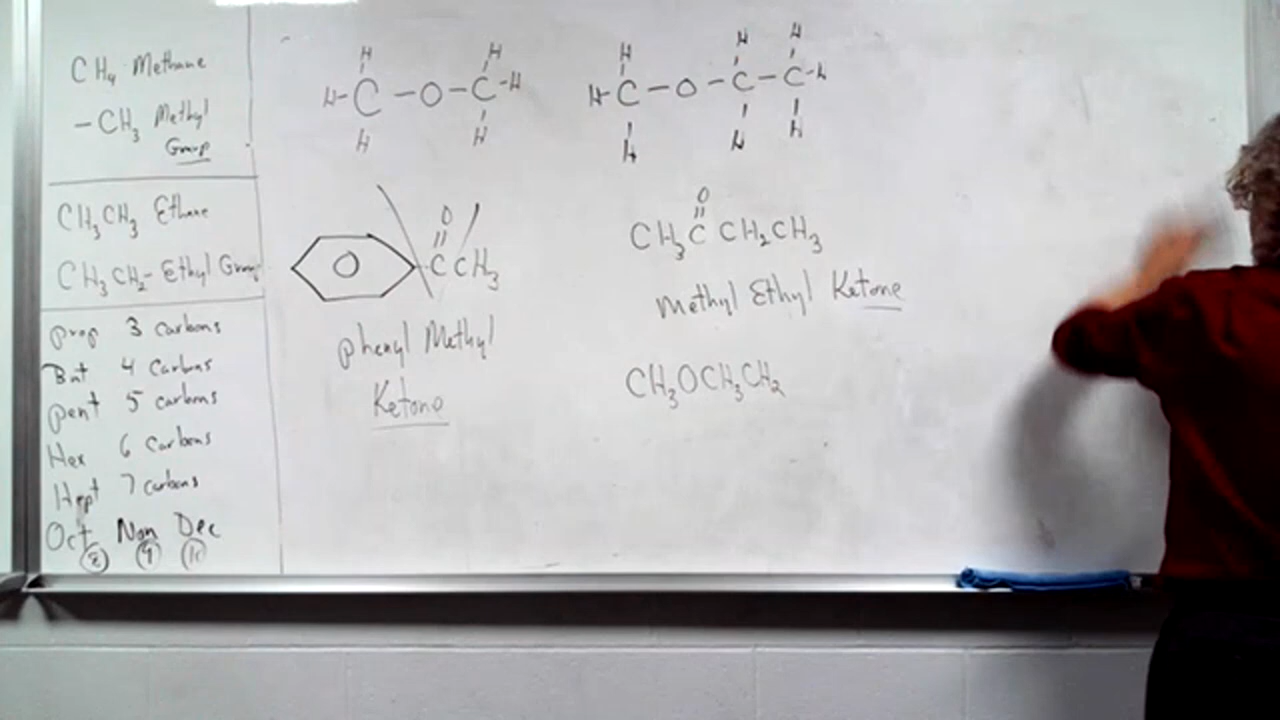 CH4 Methane
-CH3 Methyl
Group
CH3CH3 Ethane
CH3CH2- Ethyl Group
prop 3 carbons
But 4 Carbons
pent 5 carbons
Hex 6 Carbons
Hept 7 carbons
Oct Non Dec
8 9 10
H H
H-C-O-C-H
H H
H H H
H-C-O-C-C-H
H H H
O
CCH3
phenyl Methyl
Ketone
O
CH3C CH2CH3
Methyl Ethyl Ketone
CH3OCH3CH2